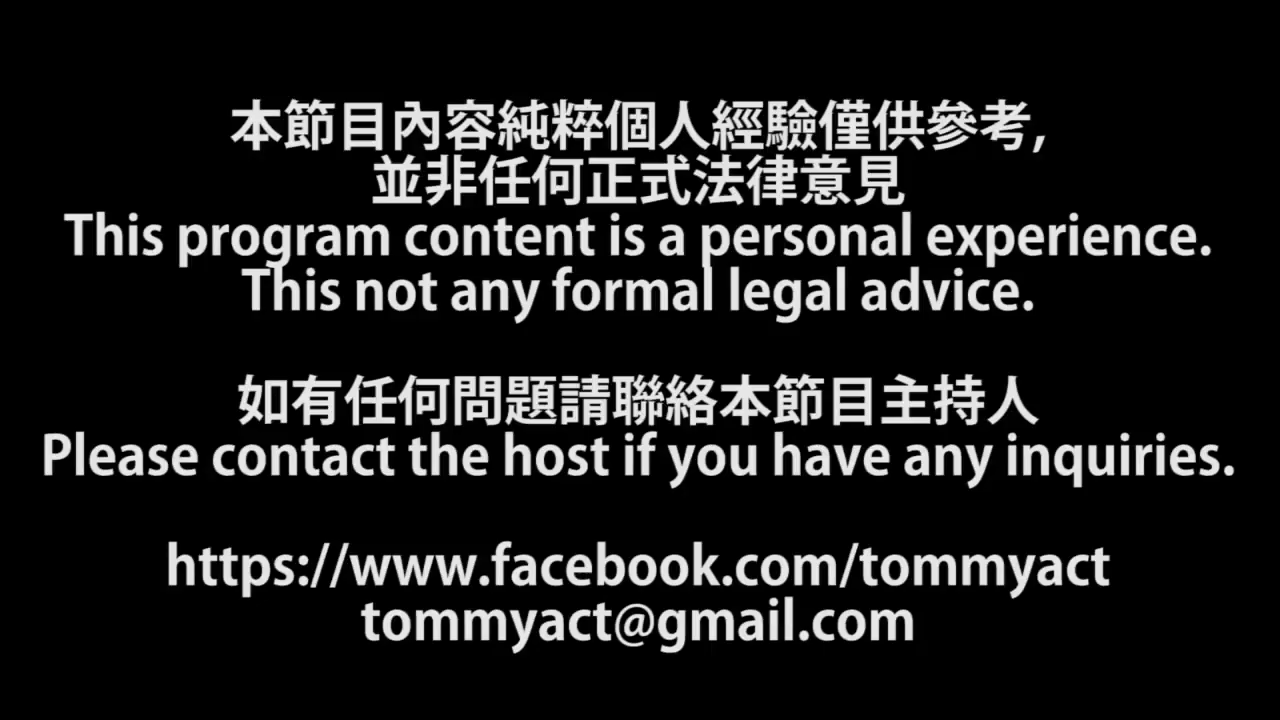 本節目內容純粹個人經驗僅供參考,
並非任何正式法律意見
This program content is a personal experience.
This not any formal legal advice.
如有任何問題請聯絡本節目主持人
Please contact the host if you have any inquiries.
https://www.facebook.com/tommyact
tommyact@gmail.com